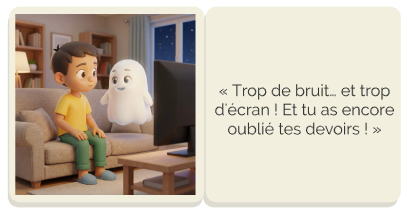 « Trop de bruit… et trop
d'écran ! Et tu as encore
oublié tes devoirs ! »